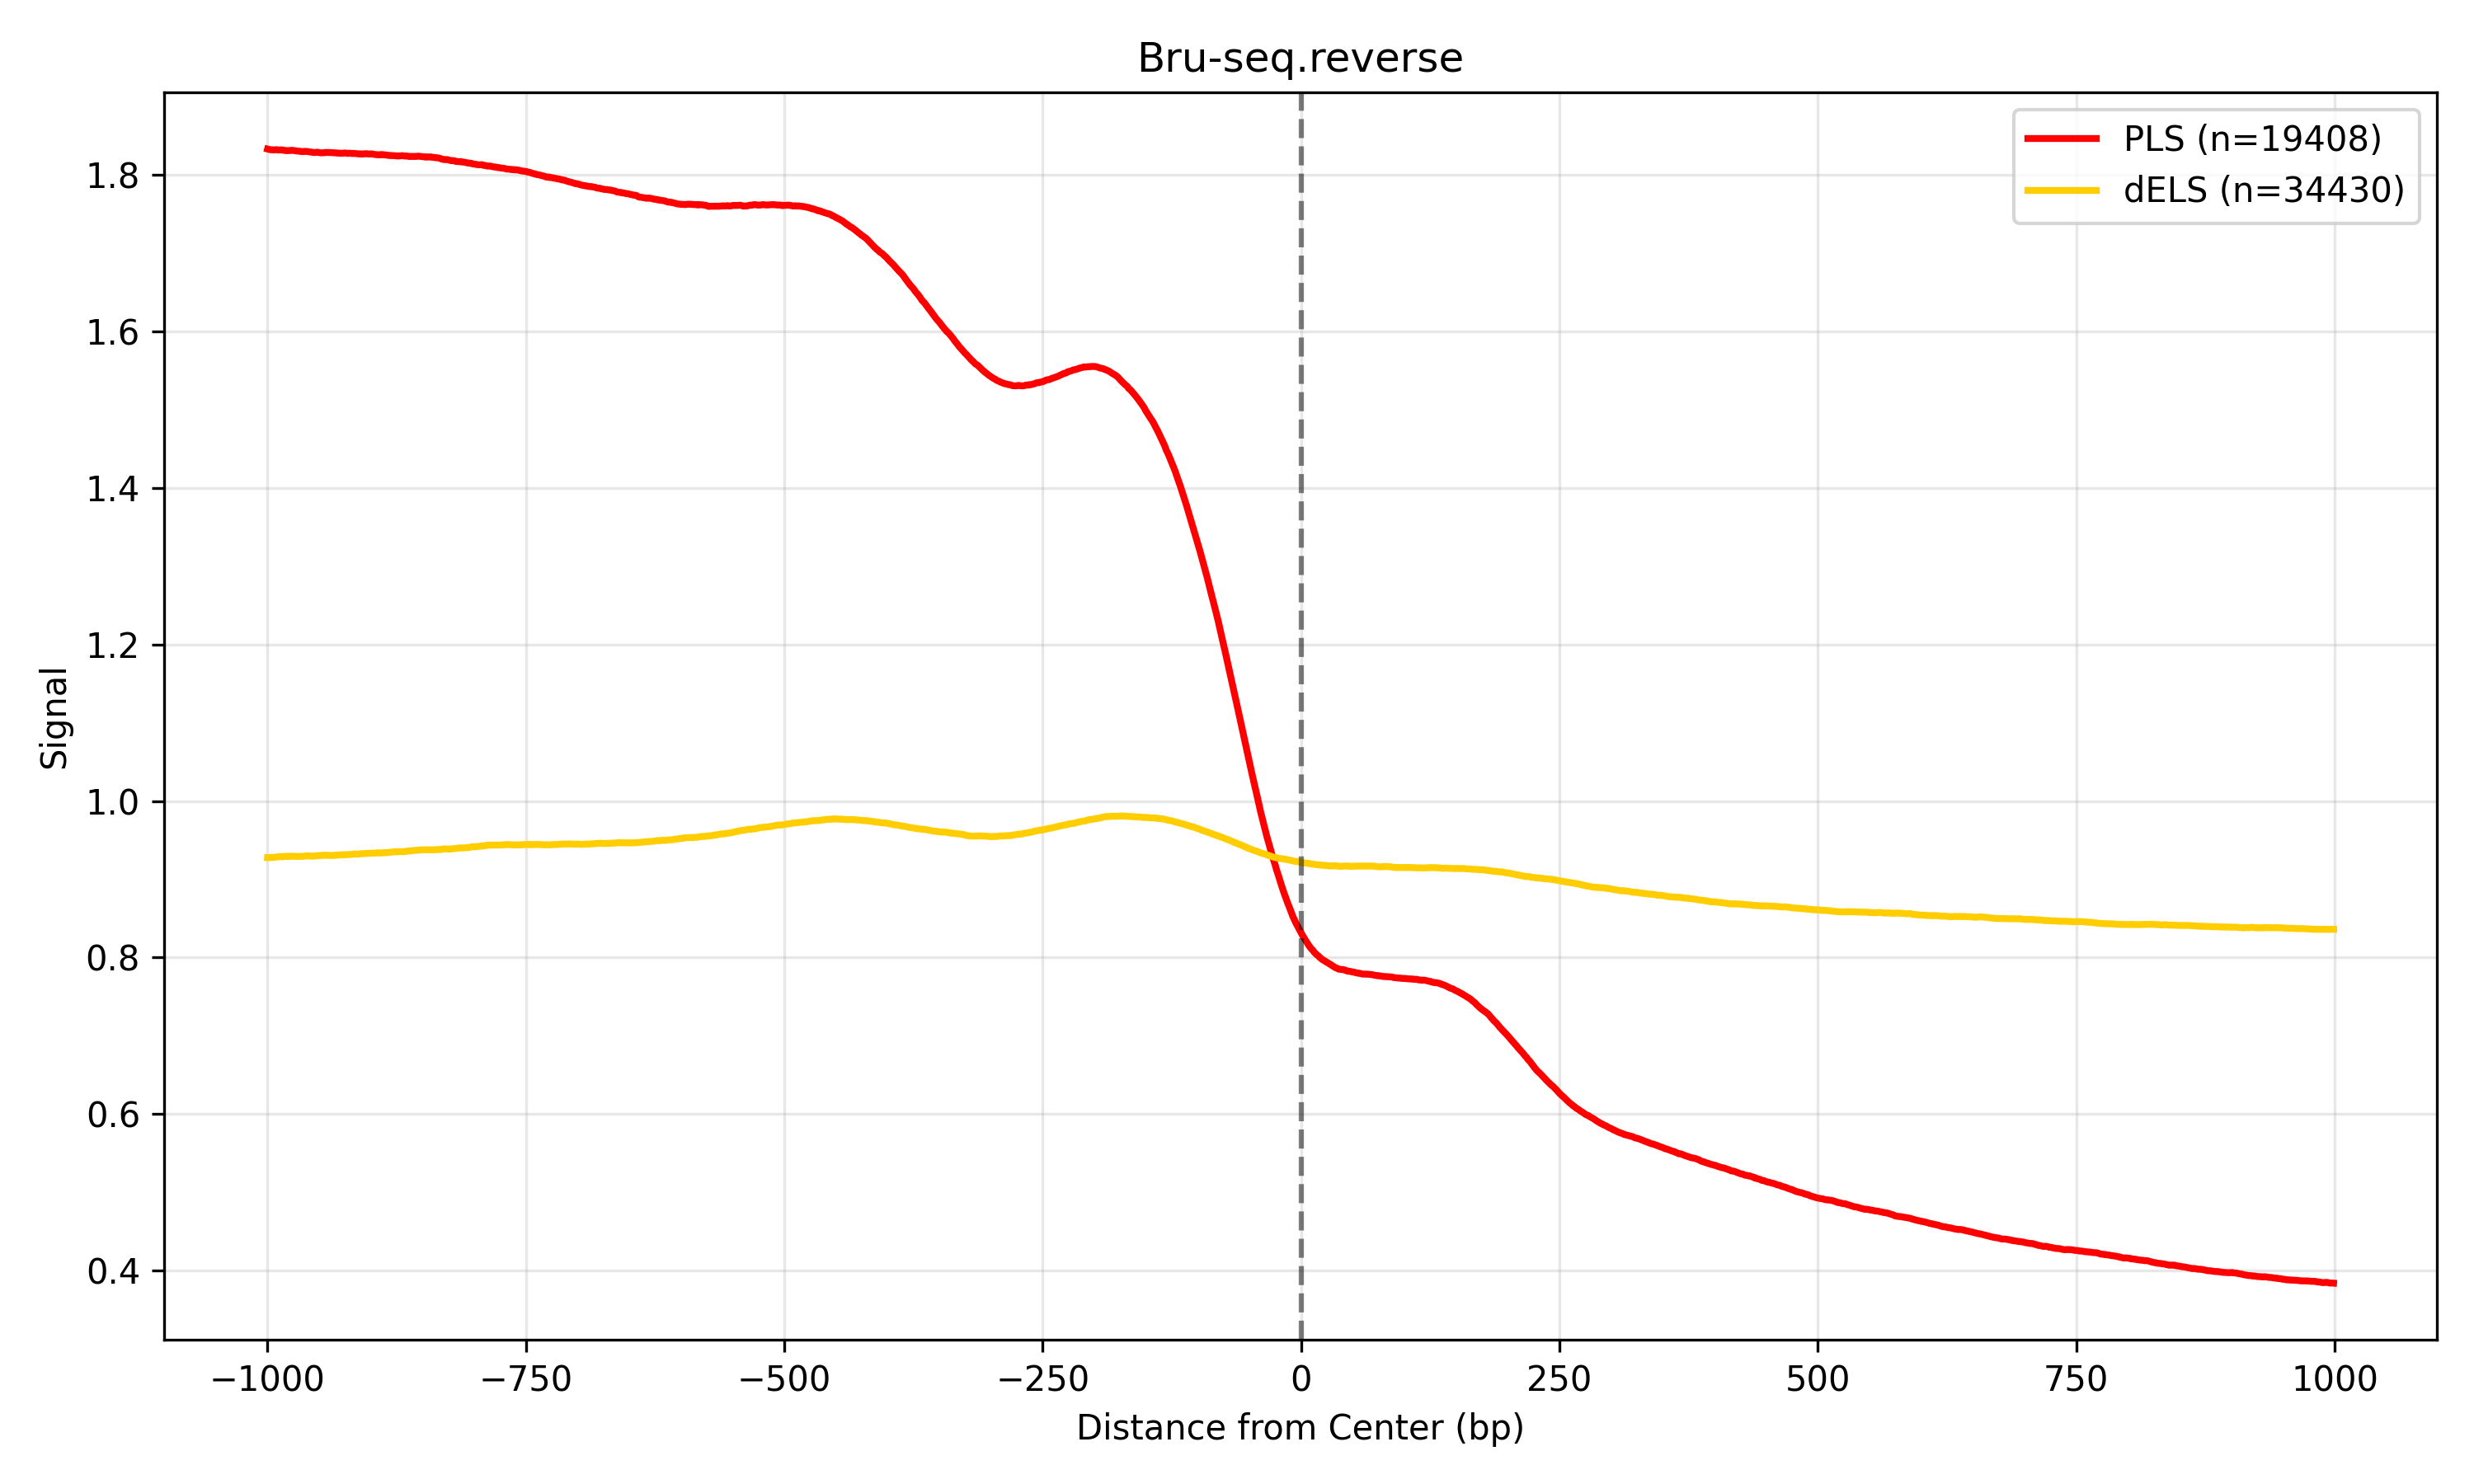 Bru-seq.reverse
PLS (n=19408)
dELS (n=34430)
Signal
1.8
1.6
1.4
1.2
1.0
0.8
0.6
0.4
−1000 −750 −500 −250 0 250 500 750 1000
Distance from Center (bp)